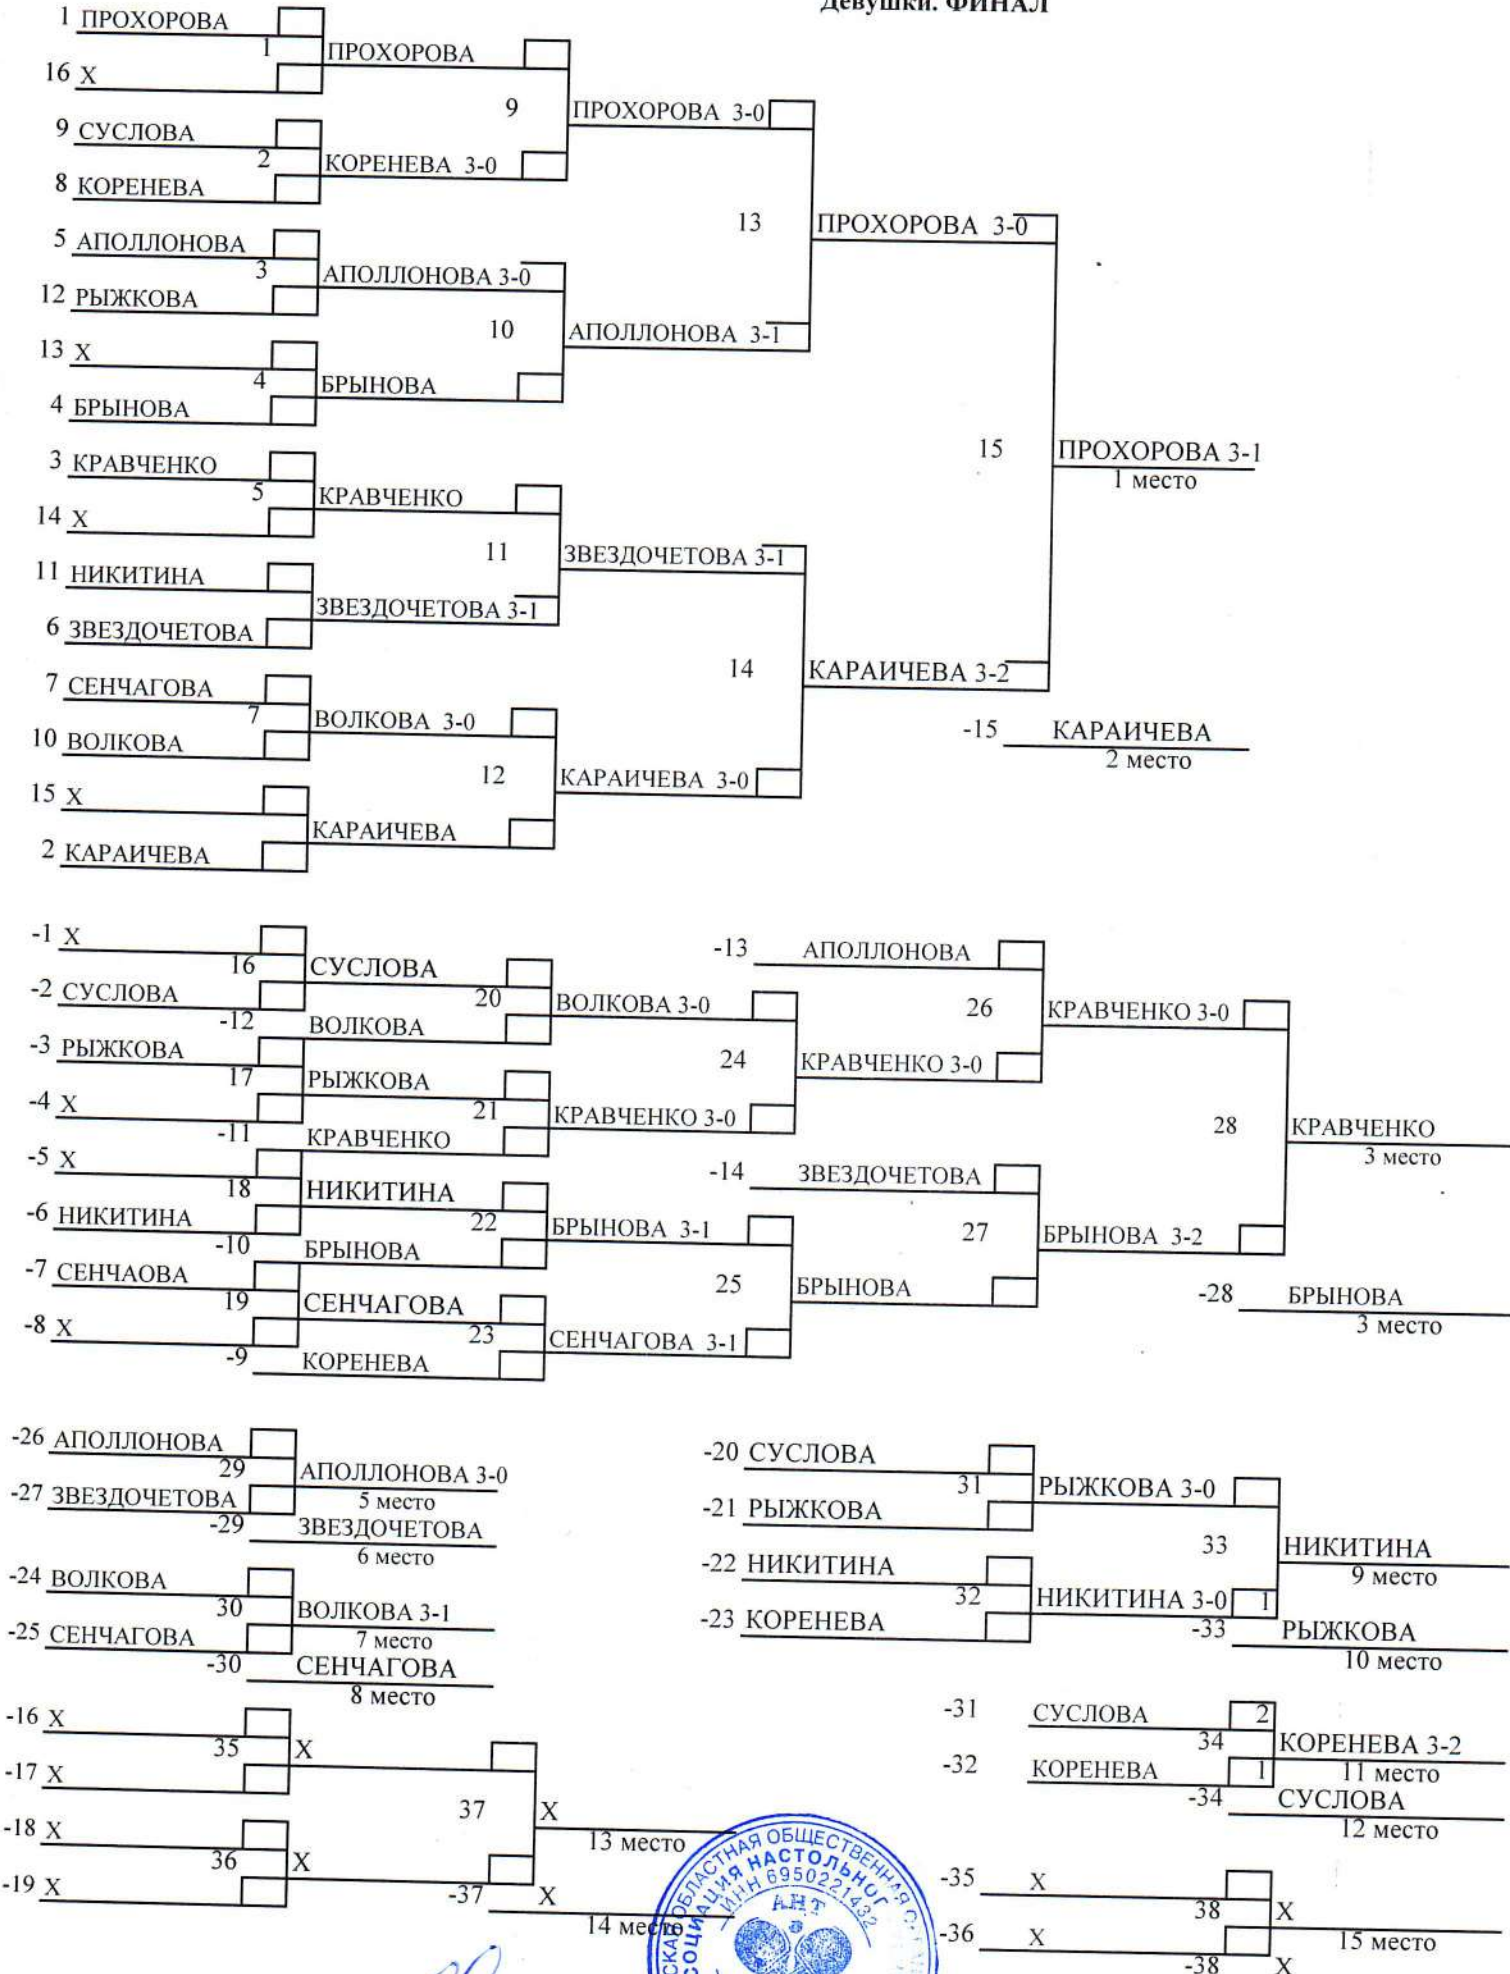 Девушки. ФИНАЛ
1 ПРОХОРОВА
1 ПРОХОРОВА
16 X
9 ПРОХОРОВА 3-0
9 СУСЛОВА
2 КОРЕНЕВА 3-0
8 КОРЕНЕВА
13 ПРОХОРОВА 3-0
5 АПОЛЛОНОВА
3 АПОЛЛОНОВА 3-0
12 РЫЖКОВА
10 АПОЛЛОНОВА 3-1
13 X
4 БРЫНОВА
4 БРЫНОВА
15 ПРОХОРОВА 3-1
1 место
3 КРАВЧЕНКО
5 КРАВЧЕНКО
14 X
11 ЗВЕЗДОЧЕТОВА 3-1
11 НИКИТИНА
ЗВЕЗДОЧЕТОВА 3-1
6 ЗВЕЗДОЧЕТОВА
14 КАРАИЧЕВА 3-2
7 СЕНЧАГОВА
7 ВОЛКОВА 3-0
10 ВОЛКОВА
-15 КАРАИЧЕВА
2 место
12 КАРАИЧЕВА 3-0
15 X
КАРАИЧЕВА
2 КАРАИЧЕВА
-1 X
16 СУСЛОВА
-2 СУСЛОВА
20 ВОЛКОВА 3-0
-12 ВОЛКОВА
-3 РЫЖКОВА
17 РЫЖКОВА
-4 X
21 КРАВЧЕНКО 3-0
-11 КРАВЧЕНКО
24 КРАВЧЕНКО 3-0
-13 АПОЛЛОНОВА
26 КРАВЧЕНКО 3-0
-5 X
18 НИКИТИНА
-6 НИКИТИНА
22 БРЫНОВА 3-1
-10 БРЫНОВА
-7 СЕНЧАОВА
19 СЕНЧАГОВА
-8 X
23 СЕНЧАГОВА 3-1
-9 КОРЕНЕВА
25 БРЫНОВА
-14 ЗВЕЗДОЧЕТОВА
27 БРЫНОВА 3-2
28 КРАВЧЕНКО
3 место
-28 БРЫНОВА
3 место
-26 АПОЛЛОНОВА
29 АПОЛЛОНОВА 3-0
5 место
-27 ЗВЕЗДОЧЕТОВА
-29 ЗВЕЗДОЧЕТОВА
6 место
-24 ВОЛКОВА
30 ВОЛКОВА 3-1
7 место
-25 СЕНЧАГОВА
-30 СЕНЧАГОВА
8 место
-20 СУСЛОВА
31 РЫЖКОВА 3-0
-21 РЫЖКОВА
33 НИКИТИНА
9 место
-22 НИКИТИНА
32 НИКИТИНА 3-0 1
-23 КОРЕНЕВА
-33 РЫЖКОВА
10 место
-31 СУСЛОВА 2
34 КОРЕНЕВА 3-2
11 место
-32 КОРЕНЕВА 1
-34 СУСЛОВА
12 место
-16 X
35 X
-17 X
37 X
13 место
-18 X
36 X
-19 X
-37 X
14 место
-35 X
38 X
15 место
-36 X
-38 X
ОБЛАСТНАЯ ОБЩЕСТВЕННАЯ
НАСТОЛЬНОГ
ИНН 6950221432
АНТ